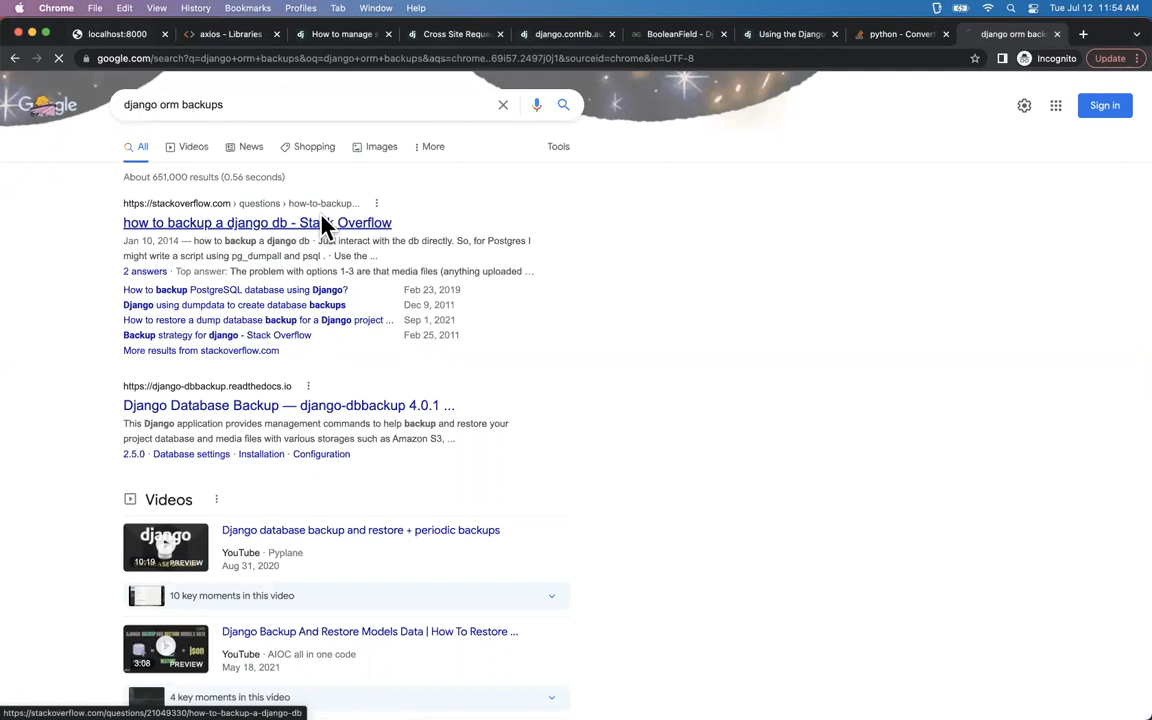 Chrome File Edit View History Bookmarks Profiles Tab Window Help Tue Jul 12 11:54 AM
localhost:8000 axios - Libraries How to manage s Cross Site Reque django.contrib.au BooleanField - Dj Using the Django python - Convert django orm back
google.com/search?q=django+orm+backups&oq=django+orm+backups&aqs=chrome..69i57.2497j0j1&sourceid=chrome&ie=UTF-8 Incognito Update
django orm backups Sign in
All Videos News Shopping Images More Tools
About 651,000 results (0.56 seconds)
https://stackoverflow.com › questions › how-to-backup...
how to backup a django db - Stack Overflow
Jan 10, 2014 — how to backup a django db · Just interact with the db directly. So, for Postgres I
might write a script using pg_dumpall and psql . · Use the ...
2 answers · Top answer: The problem with options 1-3 are that media files (anything uploaded ...
How to backup PostgreSQL database using Django? Feb 23, 2019
Django using dumpdata to create database backups Dec 9, 2011
How to restore a dump database backup for a Django project ... Sep 1, 2021
Backup strategy for django - Stack Overflow Feb 25, 2011
More results from stackoverflow.com
https://django-dbbackup.readthedocs.io
Django Database Backup — django-dbbackup 4.0.1 ...
This Django application provides management commands to help backup and restore your
project database and media files with various storages such as Amazon S3, ...
2.5.0 · Database settings · Installation · Configuration
Videos
Django database backup and restore + periodic backups
YouTube · Pyplane
Aug 31, 2020
django
10:19 PREVIEW
10 key moments in this video
Django Backup And Restore Models Data | How To Restore ...
YouTube · AIOC all in one code
May 18, 2021
json
3:08 PREVIEW
4 key moments in this video
https://stackoverflow.com/questions/21049330/how-to-backup-a-django-db